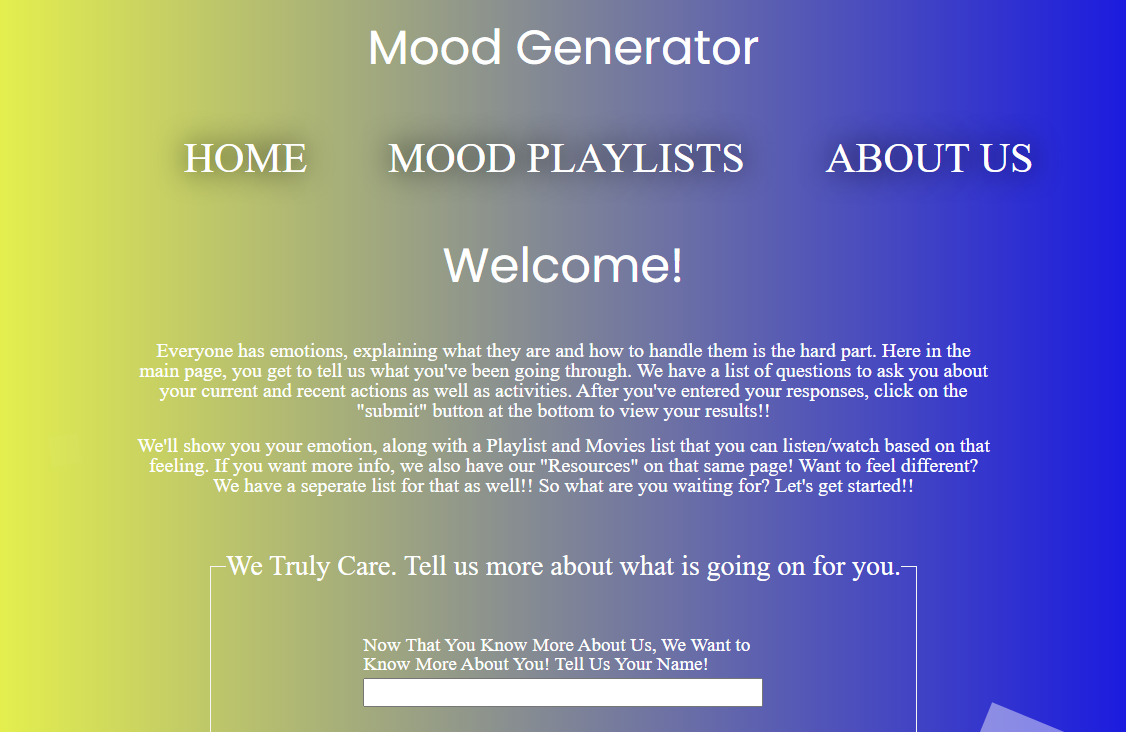 Mood Generator
HOME MOOD PLAYLISTS ABOUT US
Welcome!
Everyone has emotions, explaining what they are and how to handle them is the hard part. Here in the
main page, you get to tell us what you've been going through. We have a list of questions to ask you about
your current and recent actions as well as activities. After you've entered your responses, click on the
"submit" button at the bottom to view your results!!
We'll show you your emotion, along with a Playlist and Movies list that you can listen/watch based on that
feeling. If you want more info, we also have our "Resources" on that same page! Want to feel different?
We have a seperate list for that as well!! So what are you waiting for? Let's get started!!
We Truly Care. Tell us more about what is going on for you.
Now That You Know More About Us, We Want to
Know More About You! Tell Us Your Name!